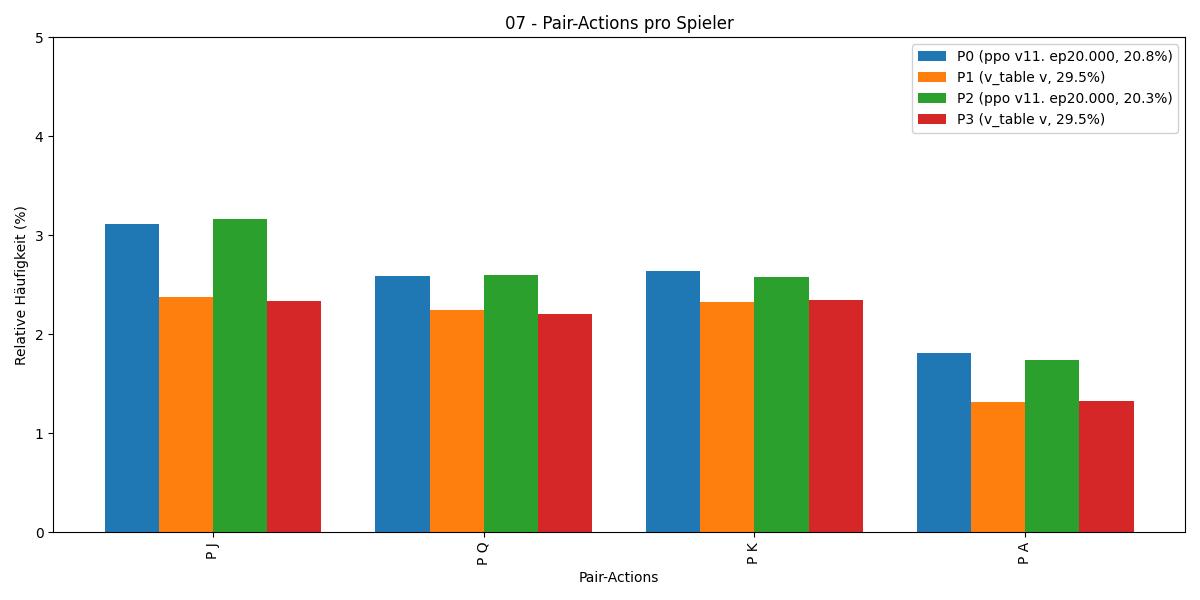 07 - Pair-Actions pro Spieler
P0 (ppo v11. ep20.000, 20.8%)
P1 (v_table v, 29.5%)
P2 (ppo v11. ep20.000, 20.3%)
P3 (v_table v, 29.5%)
Relative Häufigkeit (%)
5
4
3
2
1
0
P J
P Q
P K
P A
Pair-Actions